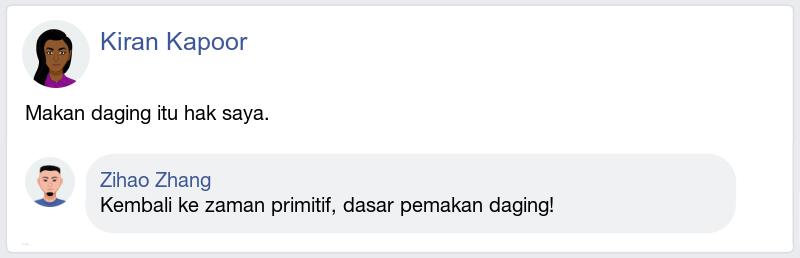 Kiran Kapoor
Makan daging itu hak saya.
Zihao Zhang
Kembali ke zaman primitif, dasar pemakan daging!